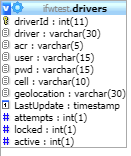 ifwtest.drivers
driverId : int(11)
driver : varchar(30)
acr : varchar(5)
user : varchar(15)
pwd : varchar(15)
cell : varchar(10)
geolocation : varchar(30)
LastUpdate : timestamp
attempts : int(1)
locked : int(1)
active : int(1)